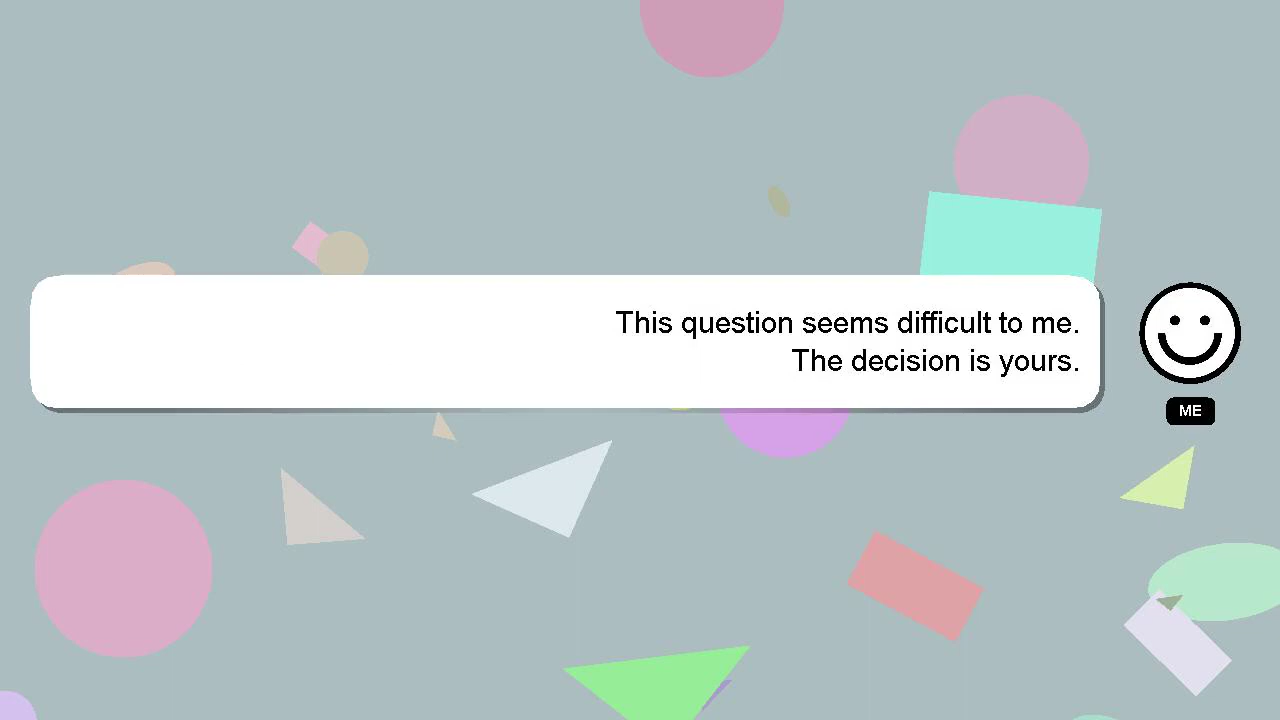 This question seems difficult to me.
The decision is yours.
ME